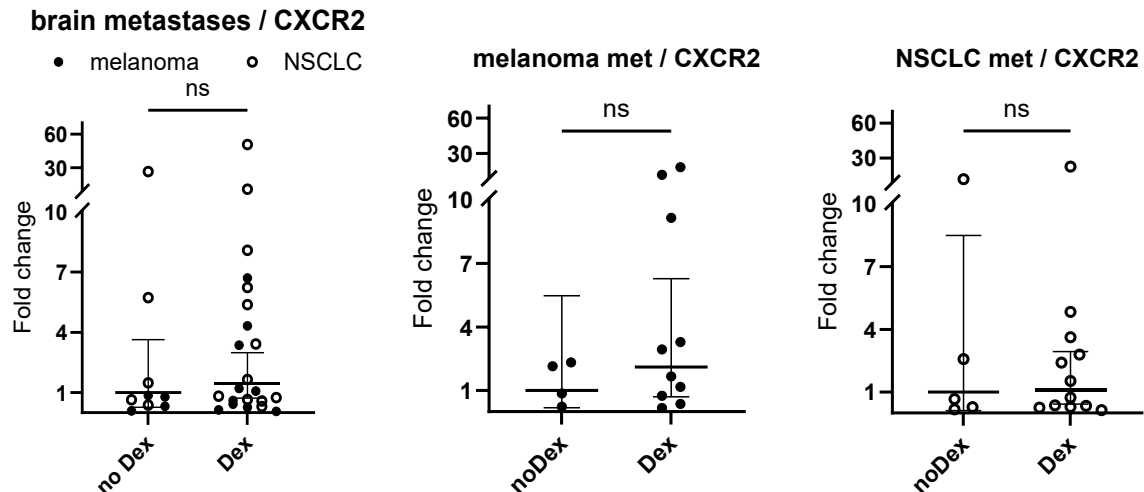 brain metastases / CXCR2
melanoma NSCLC
ns
Fold change
60
30
10
7
4
1
no Dex Dex
melanoma met / CXCR2
ns
Fold change
60
30
10
7
4
1
noDex Dex
NSCLC met / CXCR2
ns
Fold change
60
30
10
7
4
1
noDex Dex